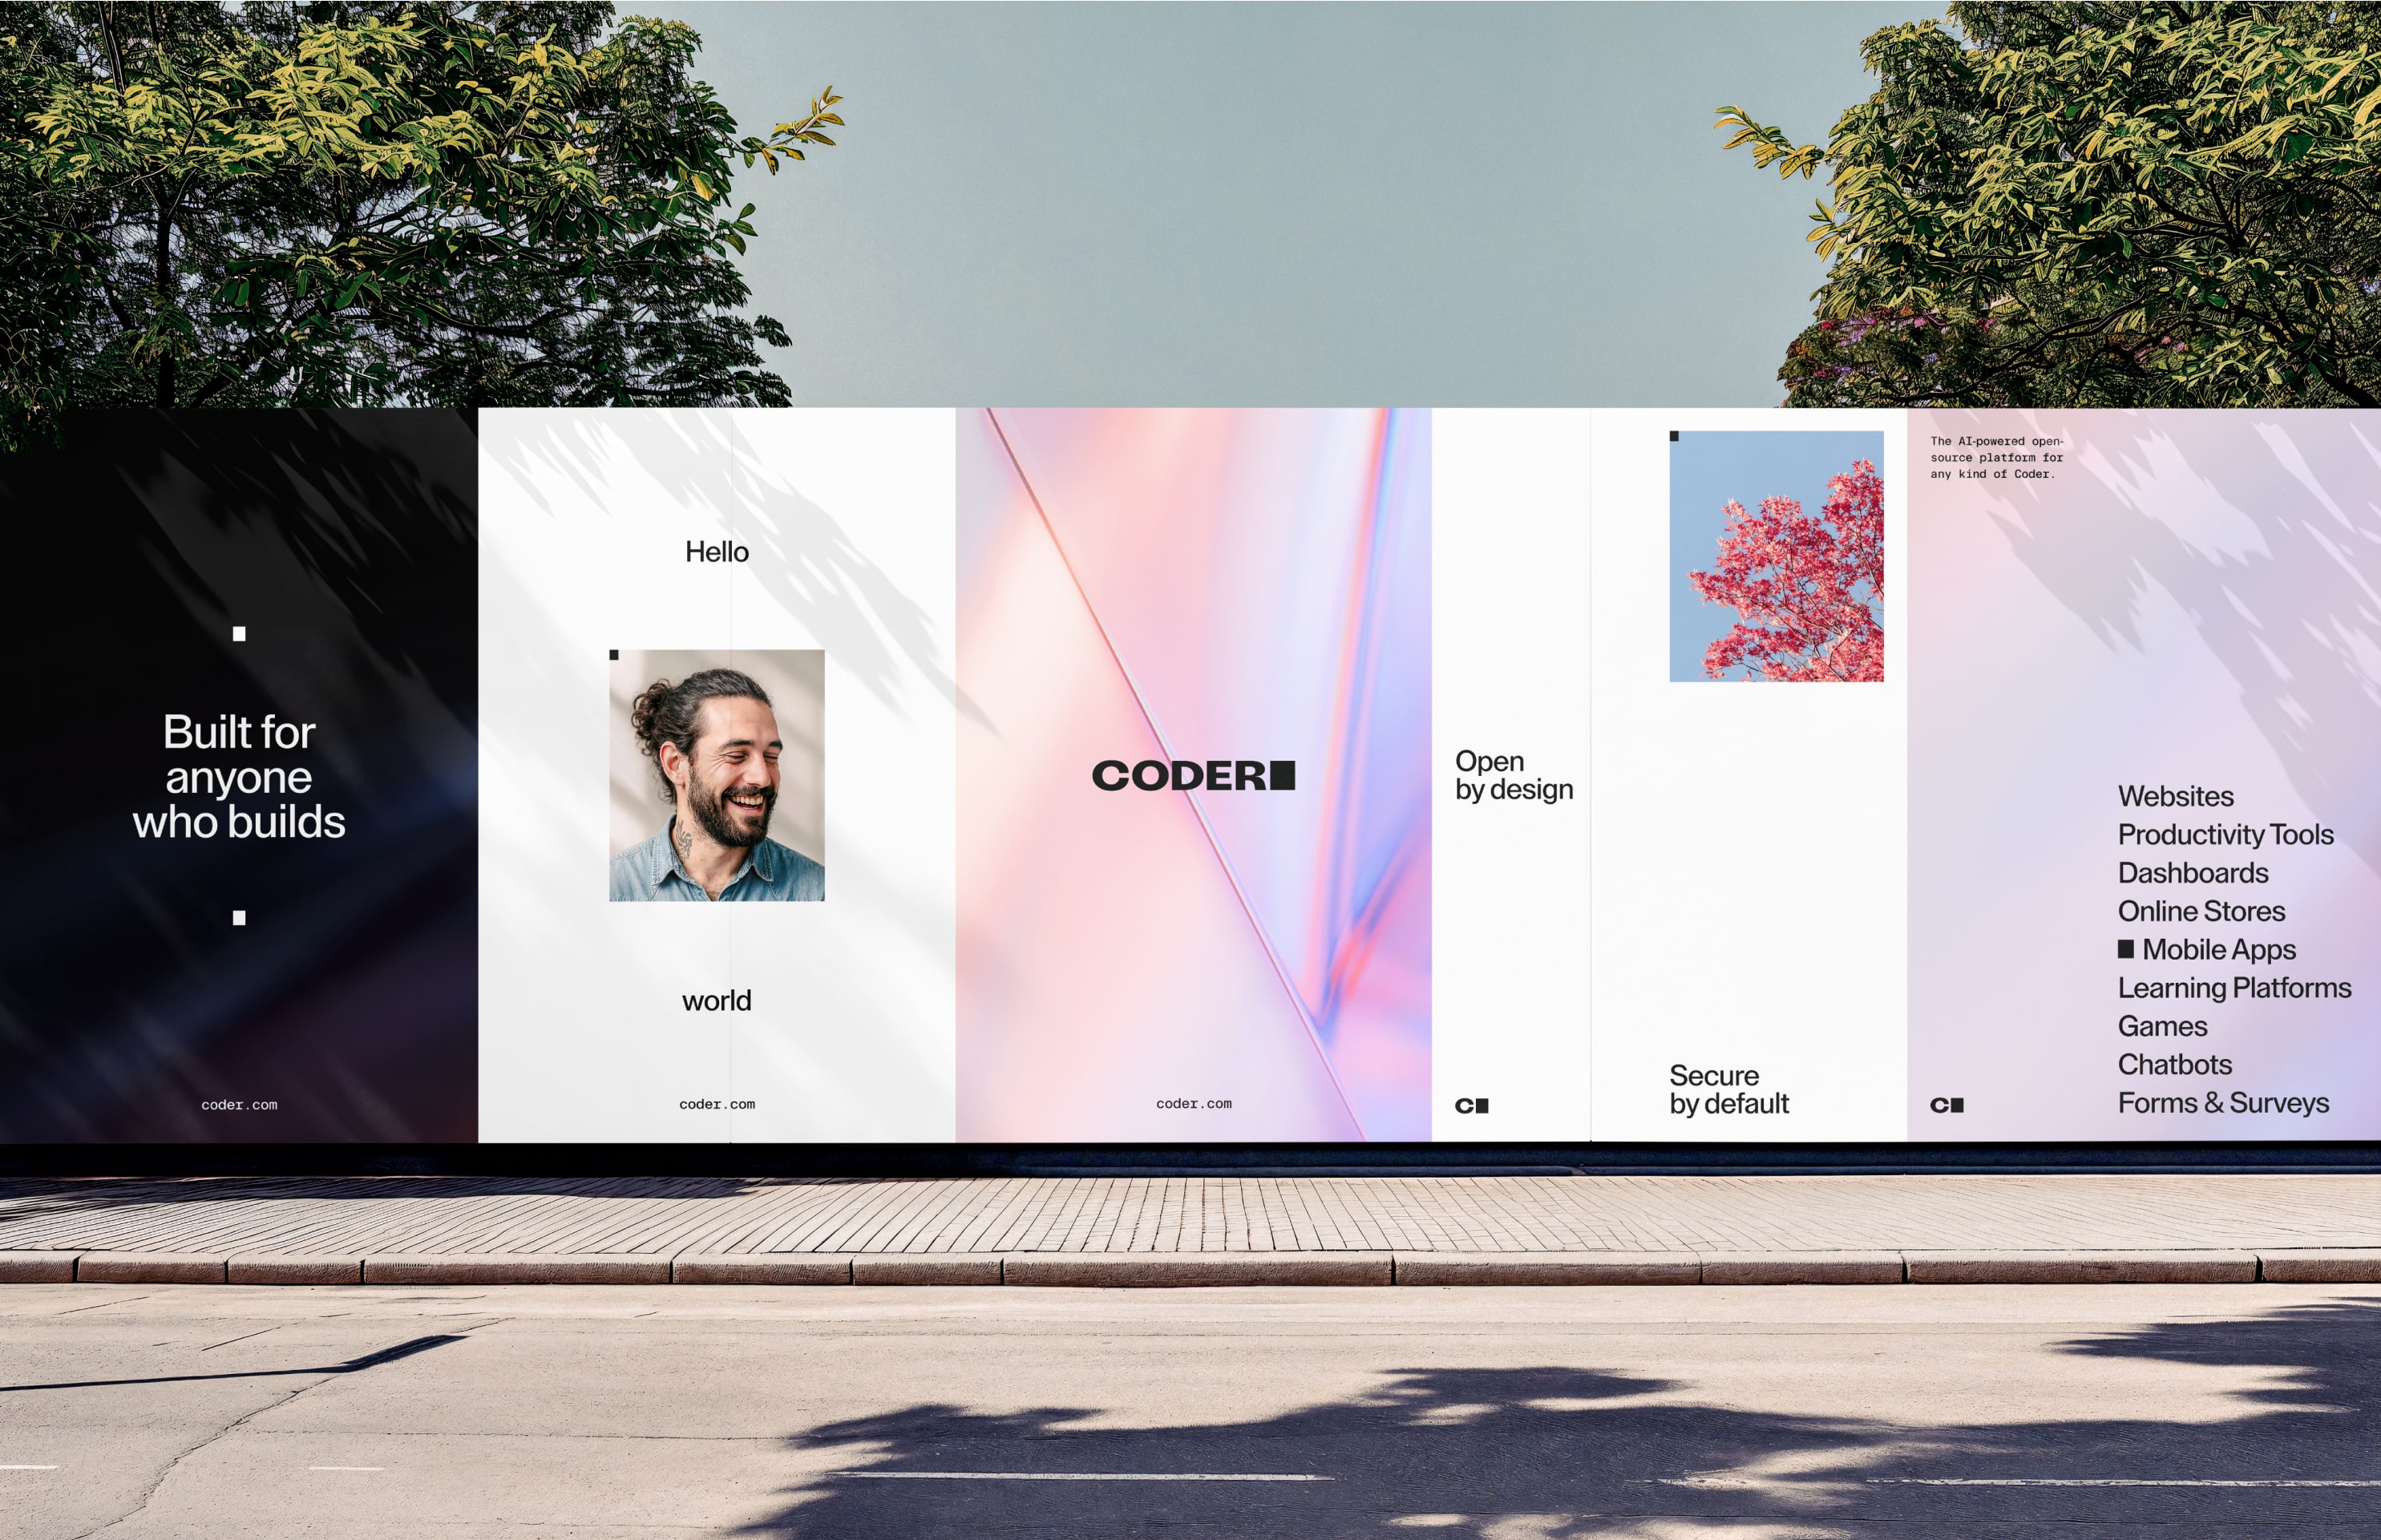 Built for
anyone
who builds
coder.com
Hello
world
coder.com
CODER
coder.com
Open
by design
C
Secure
by default
The AI-powered open-
source platform for
any kind of Coder.
C
Websites
Productivity Tools
Dashboards
Online Stores
Mobile Apps
Learning Platforms
Games
Chatbots
Forms & Surveys